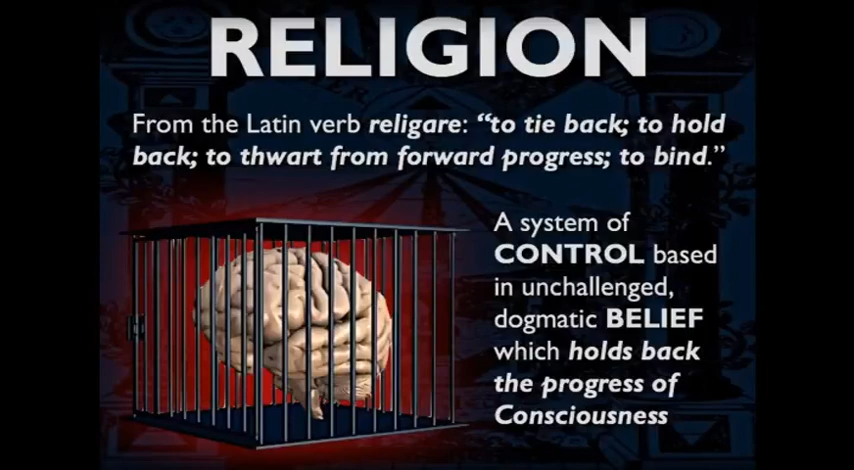 RELIGION
From the Latin verb religare: “to tie back; to hold
back; to thwart from forward progress; to bind.”
A system of
CONTROL based
in unchallenged,
dogmatic BELIEF
which holds back
the progress of
Consciousness